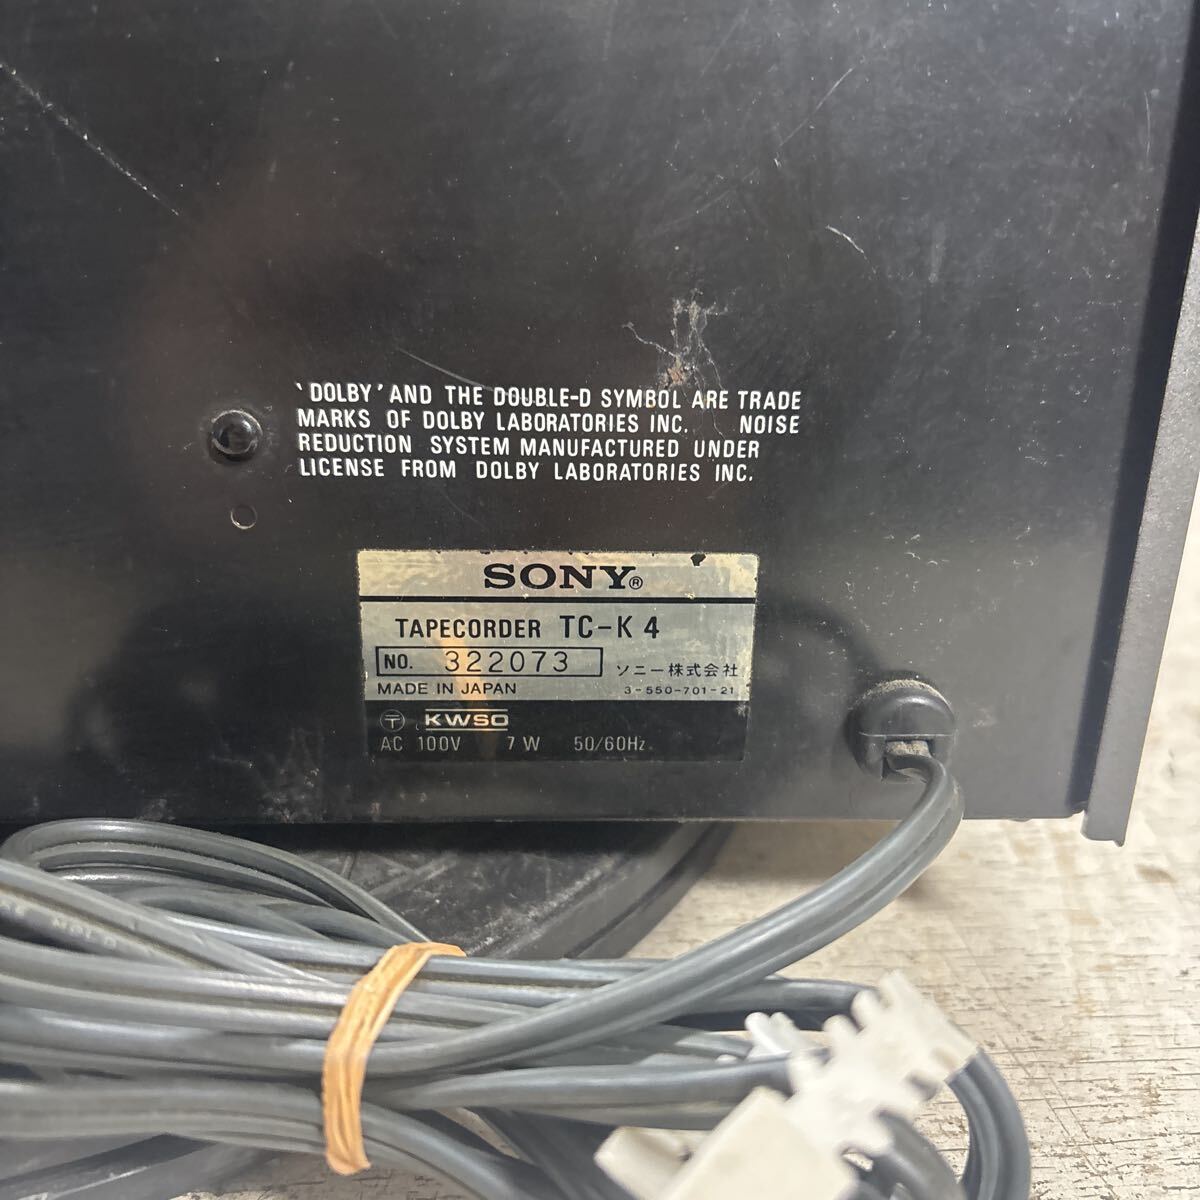 ‵DOLBY′ AND THE DOUBLE-D SYMBOL ARE TRADE
MARKS OF DOLBY LABORATORIES INC. NOISE
REDUCTION SYSTEM MANUFACTURED UNDER
LICENSE FROM DOLBY LABORATORIES INC.
SONY®
TAPECORDER TC-K 4
NO. 322073
ソニー株式会社
MADE IN JAPAN
3-550-701-21
〶 KWSO
AC 100V 7 W 50/60Hz